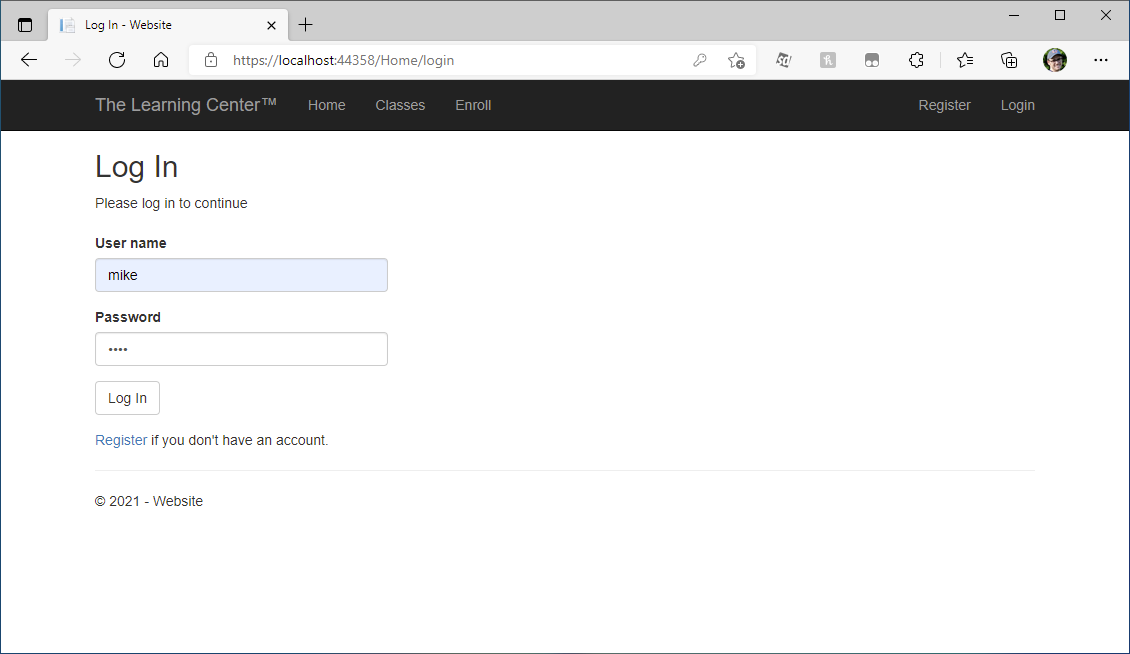 Log In - Website
https://localhost:44358/Home/login
The Learning Center™ Home Classes Enroll Register Login
Log In
Please log in to continue
User name
mike
Password
••••
Log In
Register if you don't have an account.
© 2021 - Website